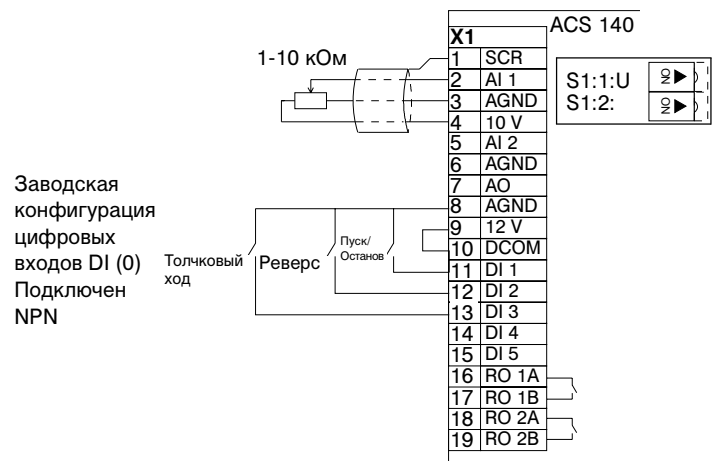 ACS 140
X1
1-10 кОм
1 SCR
2 AI 1
3 AGND
4 10 V
5 AI 2
6 AGND
7 AO
8 AGND
9 12 V
10 DCOM
11 DI 1
12 DI 2
13 DI 3
14 DI 4
15 DI 5
16 RO 1A
17 RO 1B
18 RO 2A
19 RO 2B
S1:1:U
S1:2:
ON
ON
Заводская
конфигурация
цифровых
входов DI (0)
Подключен
NPN
Толчковый
ход
Реверс
Пуск/
Останов